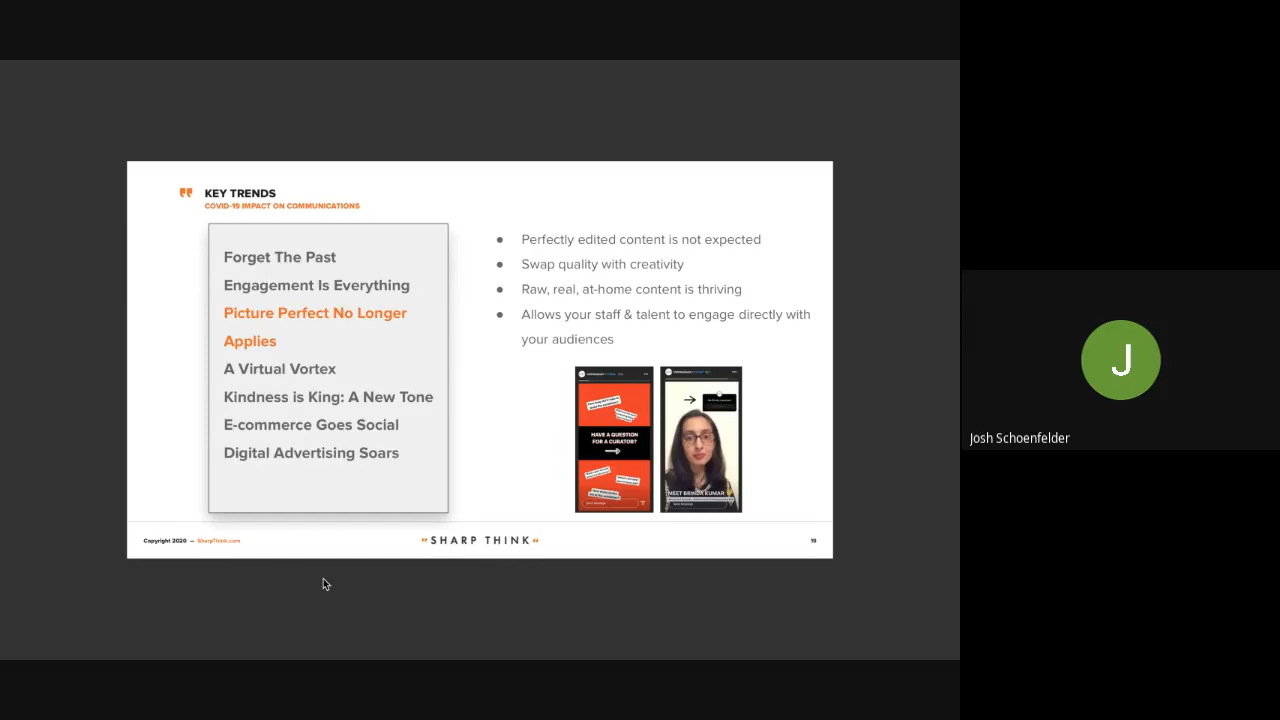 KEY TRENDS
COVID-19 IMPACT ON COMMUNICATIONS
Forget The Past
Engagement Is Everything
Picture Perfect No Longer
Applies
A Virtual Vortex
Kindness is King: A New Tone
E-commerce Goes Social
Digital Advertising Soars
● Perfectly edited content is not expected
● Swap quality with creativity
● Raw, real, at-home content is thriving
● Allows your staff & talent to engage directly with
your audiences
HAVE A QUESTION
FOR A CURATOR?
MEET BRINDA KUMAR
Copyright 2020 — SharpThink.com
SHARP THINK
19
J
Josh Schoenfelder